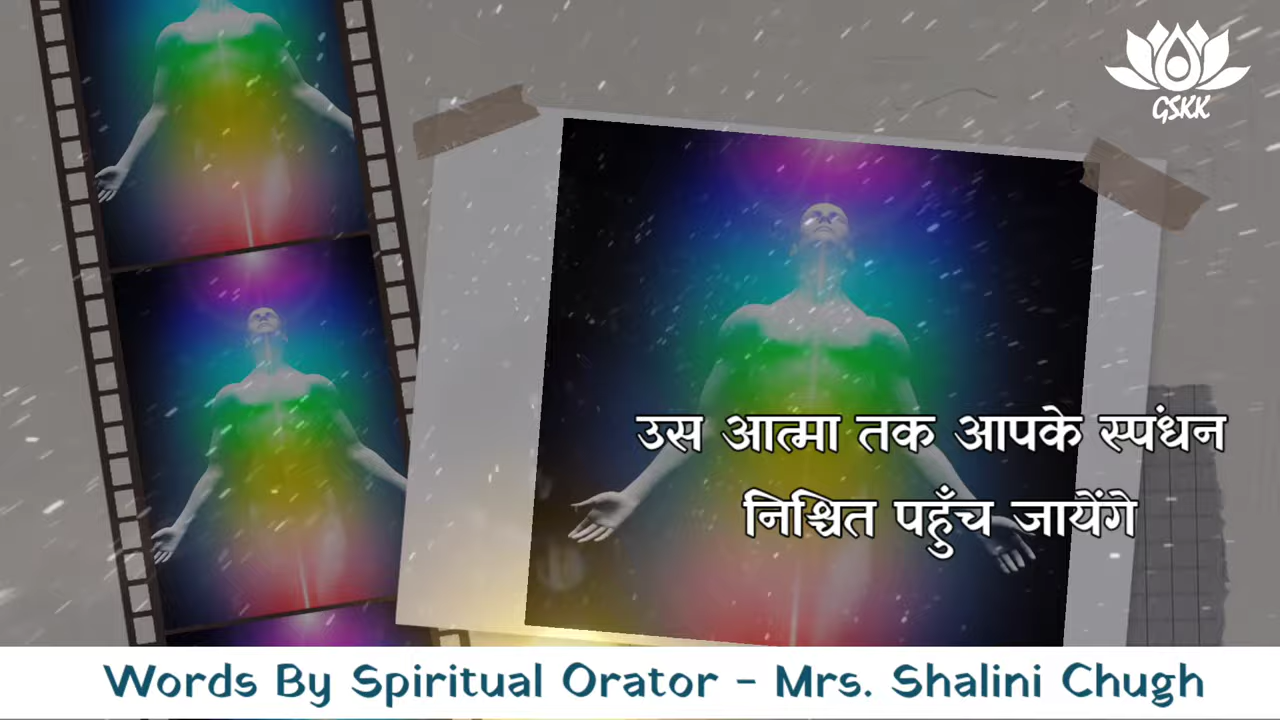 GSKK
उस आत्मा तक आपके स्पंधन
निश्चित पहुँच जायेंगे
Words By Spiritual Orator - Mrs. Shalini Chugh